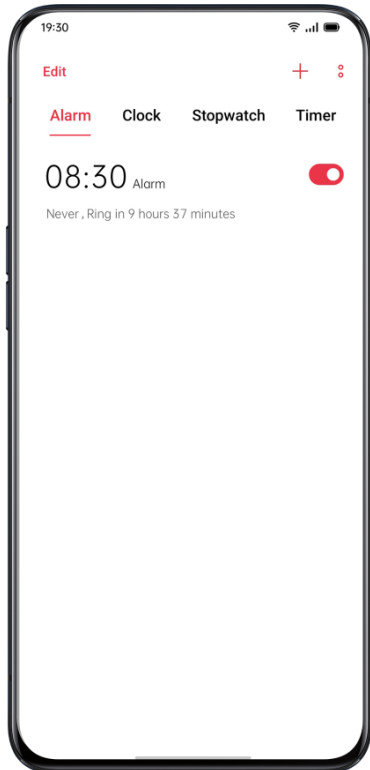 19:30
Edit
Alarm Clock Stopwatch Timer
08:30 Alarm
Never , Ring in 9 hours 37 minutes